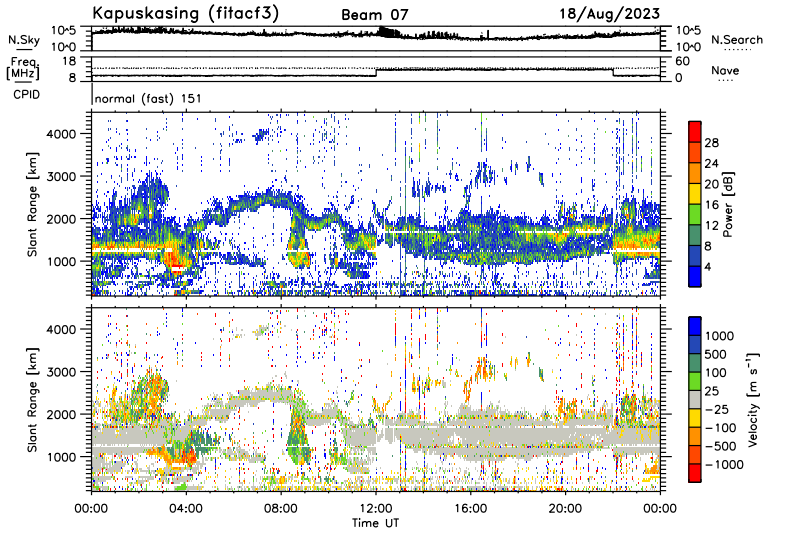 Kapuskasing (fitacf3) Beam 07 18/Aug/2023
N.Sky 10^5 10^0 10^5 10^0 N.Search
Freq. [MHz] 18 8 60 0 Nave
CPID normal (fast) 151
Slant Range [km] 4000 3000 2000 1000
Power [dB] 28 24 20 16 12 8 4
Slant Range [km] 4000 3000 2000 1000
Velocity [m s⁻¹] 1000 500 100 25 −25 −100 −500 −1000
00:00 04:00 08:00 12:00 16:00 20:00 00:00
Time UT